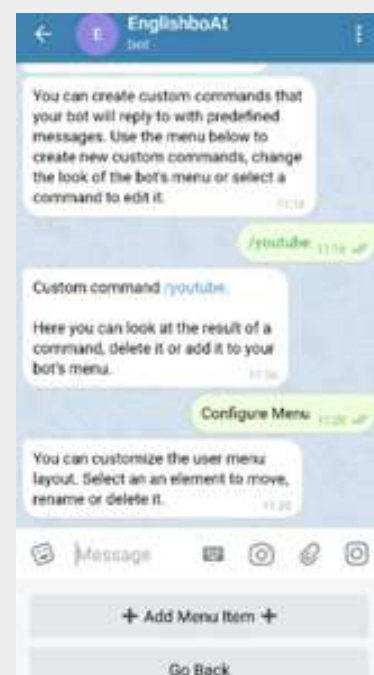 E
EnglishboAt
bot
You can create custom commands that
your bot will reply to with predefined
messages. Use the menu below to
create new custom commands, change
the look of the bot's menu or select a
command to edit it.
/youtube
Custom command /youtube.
Here you can look at the result of a
command, delete it or add it to your
bot's menu.
Configure Menu
You can customize the user menu
layout. Select an an element to move,
rename or delete it.
Message
+ Add Menu Item +
Go Back